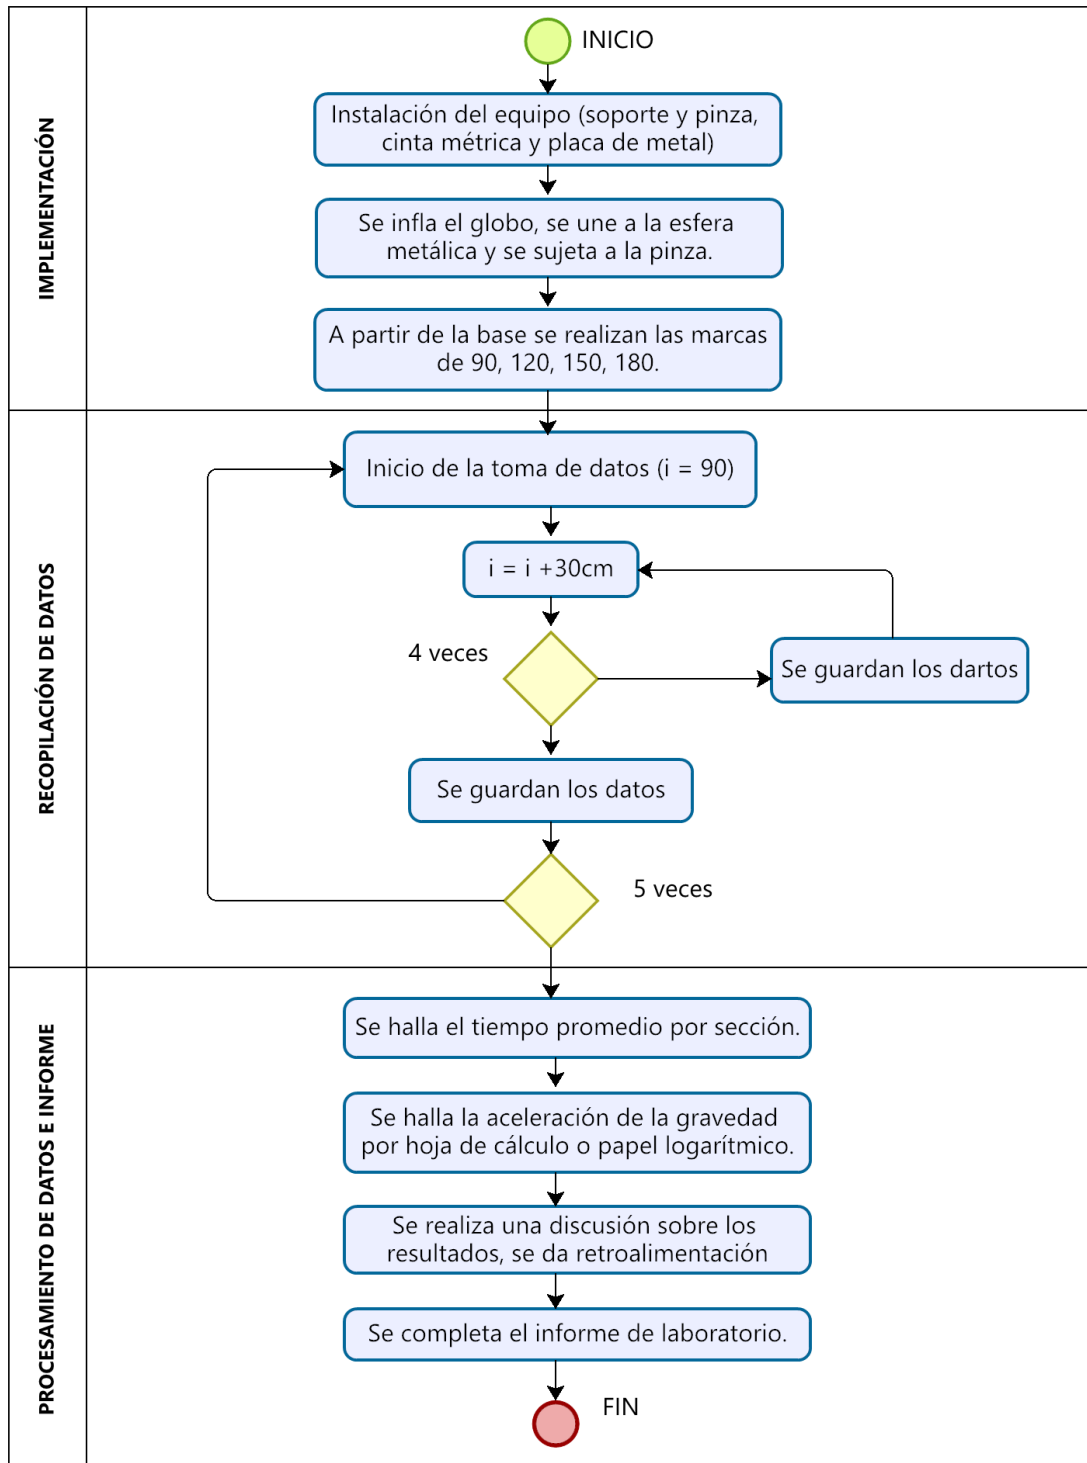 IMPLEMENTACIÓN
INICIO
Instalación del equipo (soporte y pinza,
cinta métrica y placa de metal)
Se infla el globo, se une a la esfera
metálica y se sujeta a la pinza.
A partir de la base se realizan las marcas
de 90, 120, 150, 180.
RECOPILACIÓN DE DATOS
Inicio de la toma de datos (i = 90)
i = i +30cm
4 veces
Se guardan los dartos
Se guardan los datos
5 veces
PROCESAMIENTO DE DATOS E INFORME
Se halla el tiempo promedio por sección.
Se halla la aceleración de la gravedad
por hoja de cálculo o papel logarítmico.
Se realiza una discusión sobre los
resultados, se da retroalimentación
Se completa el informe de laboratorio.
FIN